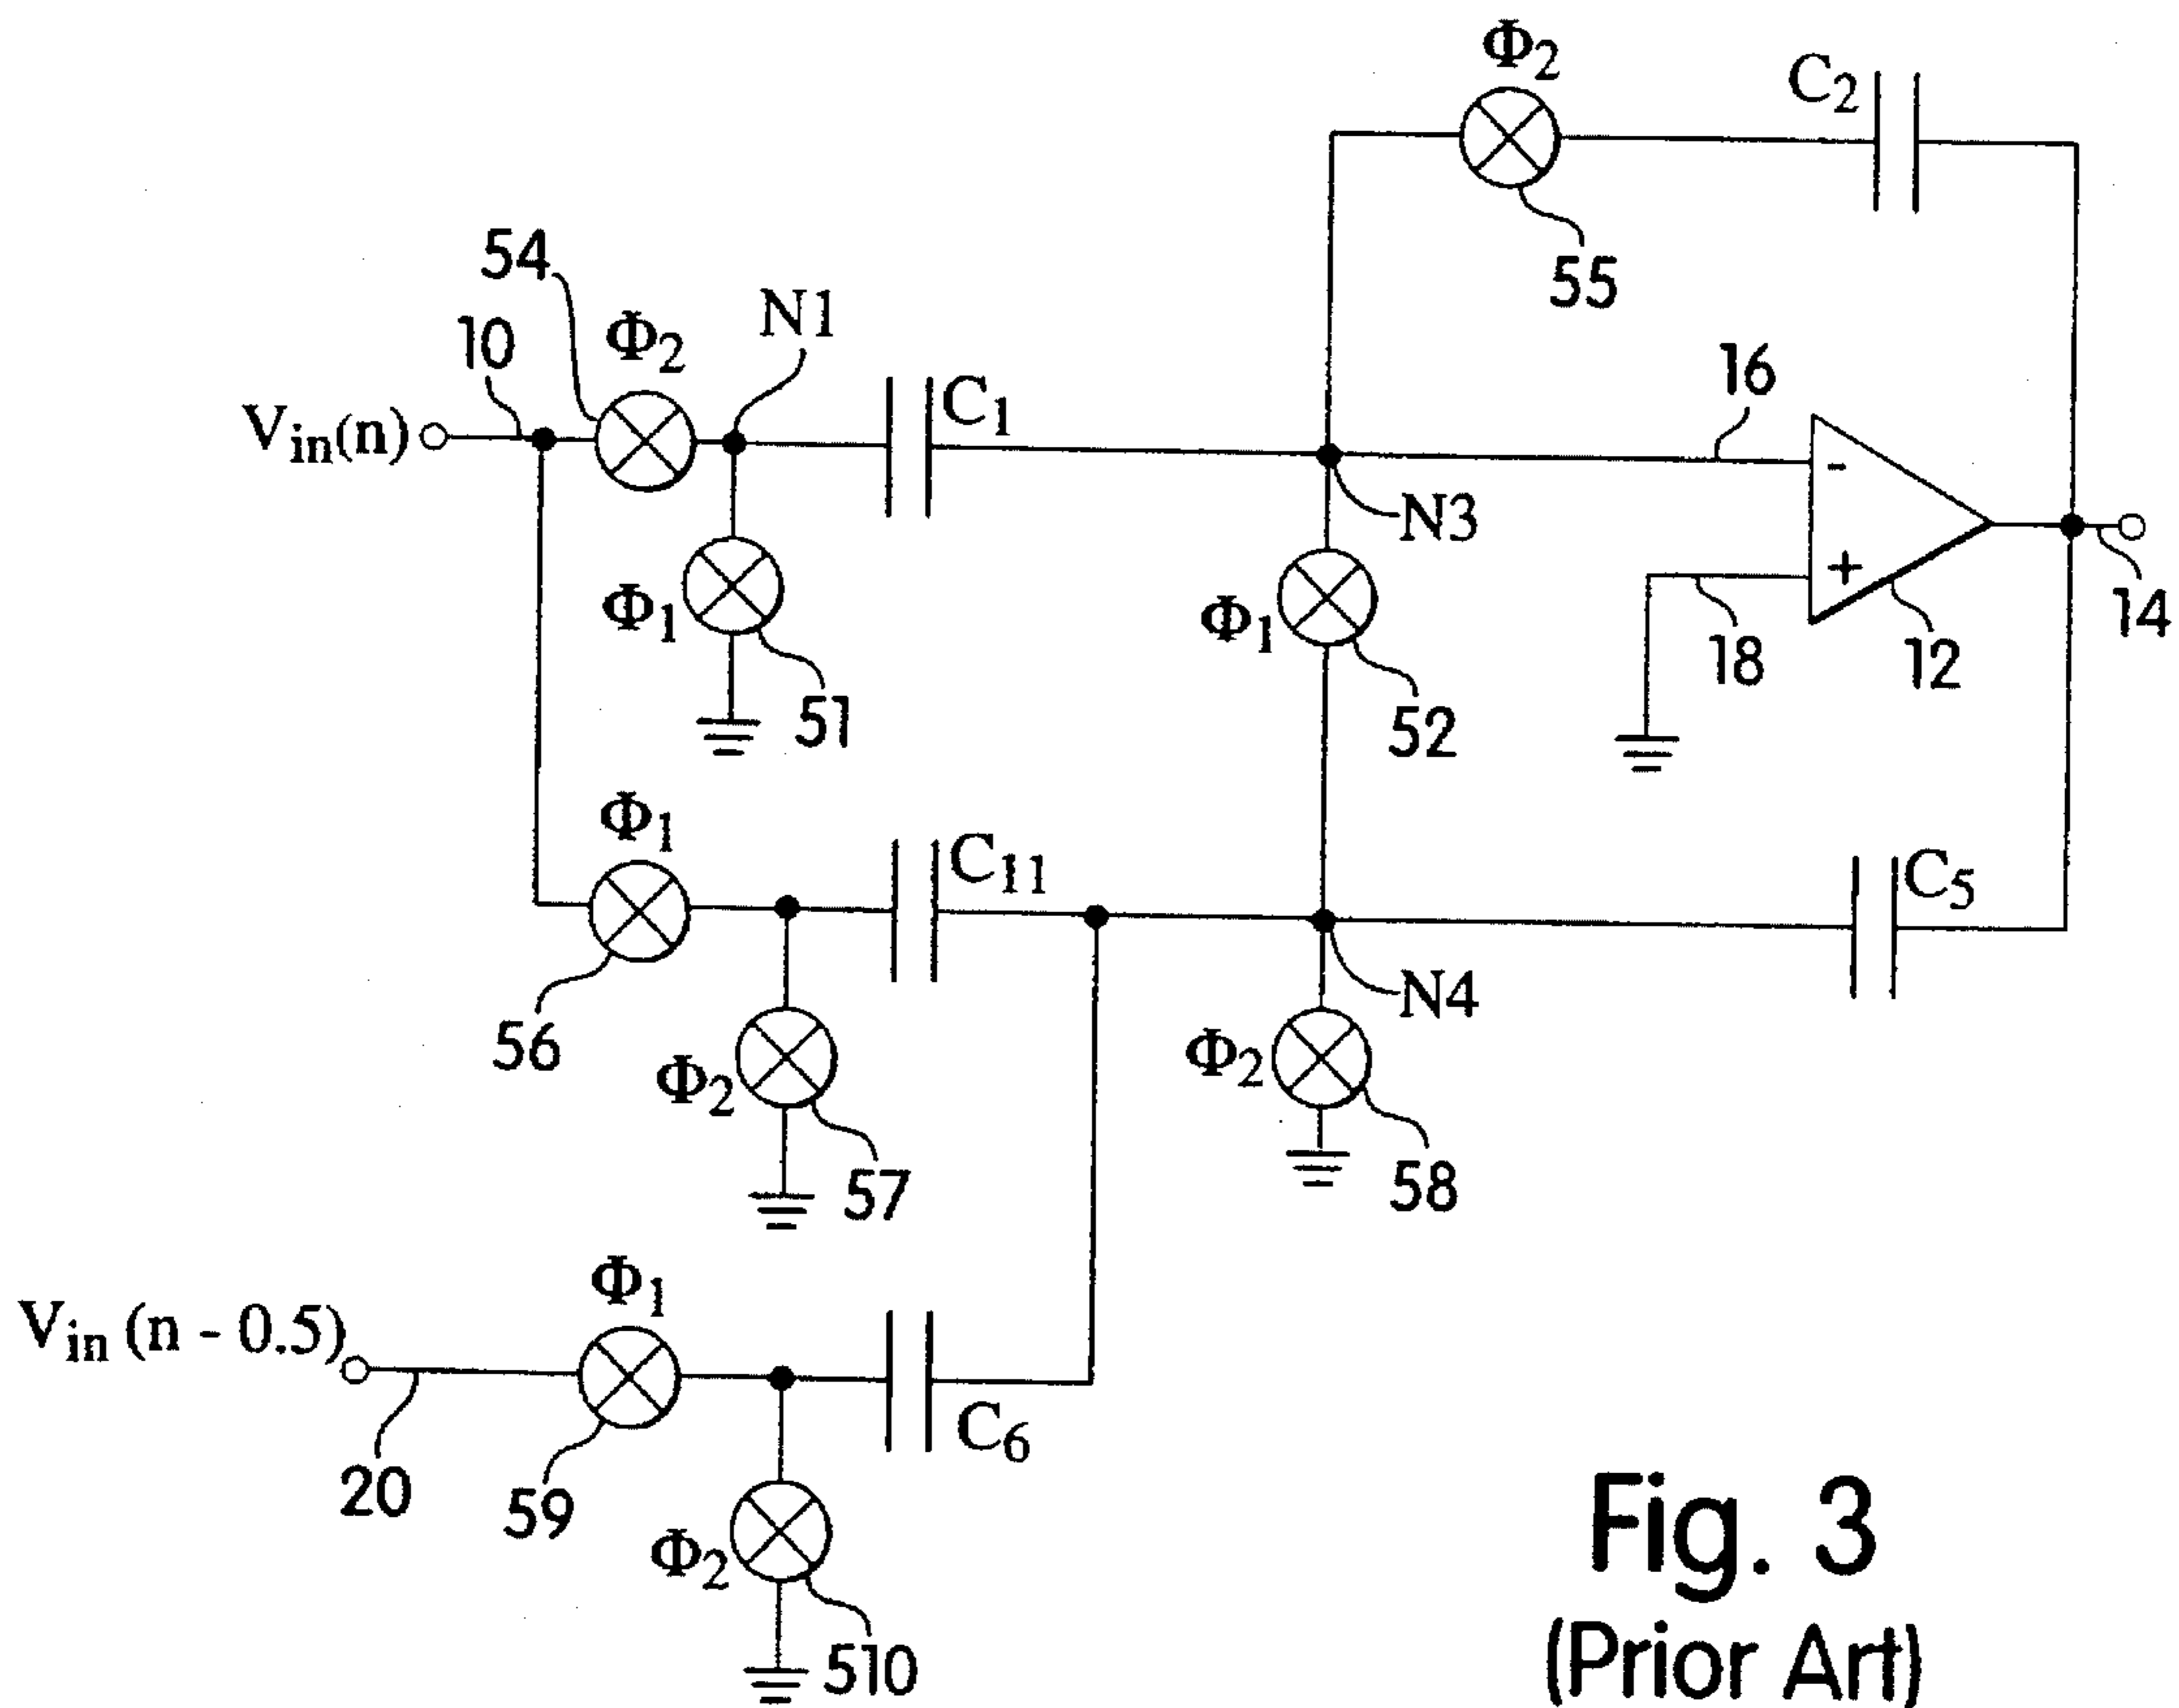 Φ2
C2
55
54
10
Φ2
N1
Vin(n)
C1
16
N3
-
+
Φ1
51
Φ1
52
18
12
14
Φ1
C11
C5
56
N4
Φ2
57
Φ2
58
Φ1
Vin (n - 0.5)
20
59
C6
Φ2
510
Fig. 3
(Prior Art)